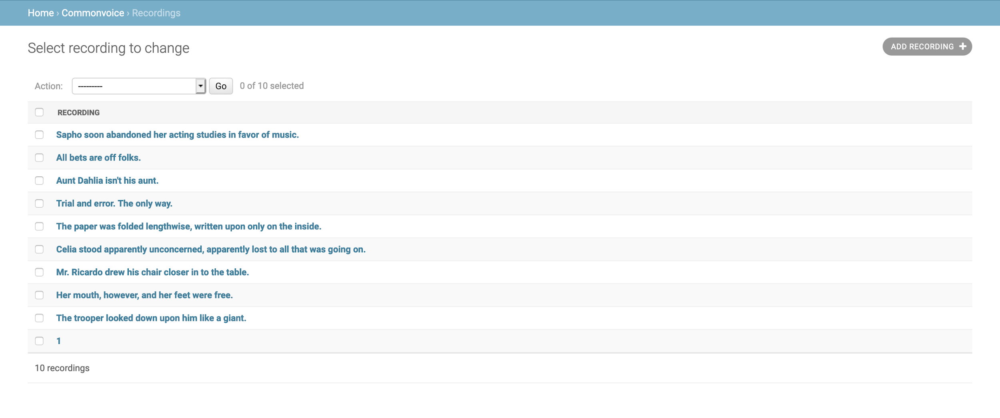 Home › Commonvoice › Recordings
Select recording to change
ADD RECORDING +
Action: --------- Go 0 of 10 selected
RECORDING
Sapho soon abandoned her acting studies in favor of music.
All bets are off folks.
Aunt Dahlia isn't his aunt.
Trial and error. The only way.
The paper was folded lengthwise, written upon only on the inside.
Celia stood apparently unconcerned, apparently lost to all that was going on.
Mr. Ricardo drew his chair closer in to the table.
Her mouth, however, and her feet were free.
The trooper looked down upon him like a giant.
1
10 recordings